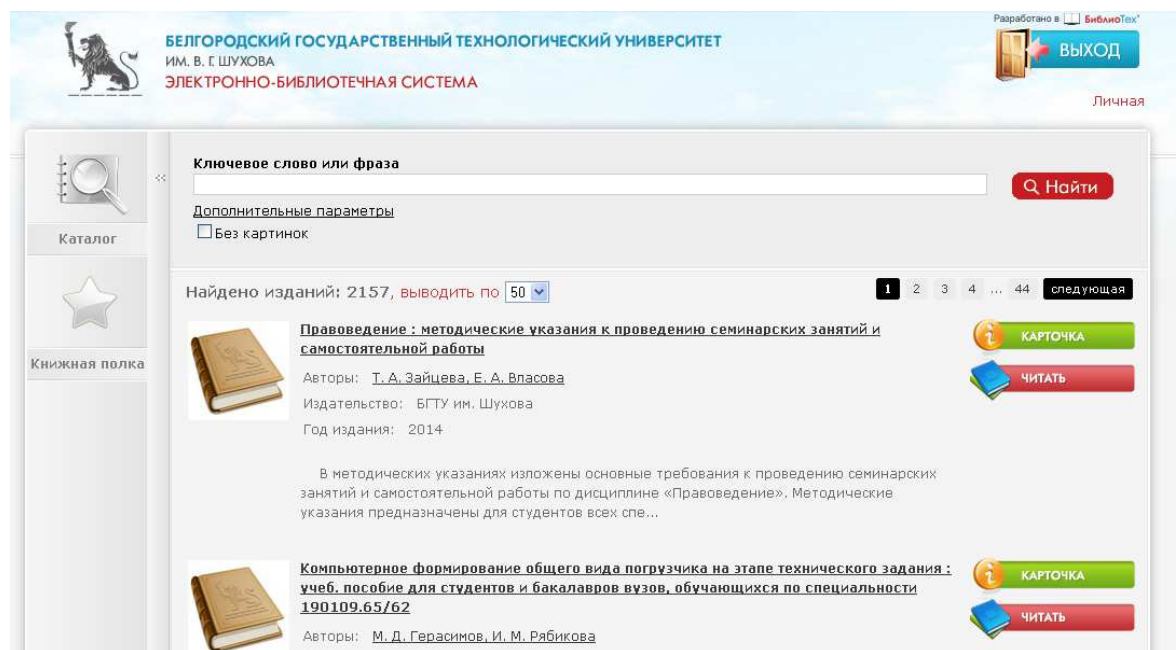 Разработано в БиблиоТех
БЕЛГОРОДСКИЙ ГОСУДАРСТВЕННЫЙ ТЕХНОЛОГИЧЕСКИЙ УНИВЕРСИТЕТ
ИМ. В. Г. ШУХОВА
ЭЛЕКТРОННО-БИБЛИОТЕЧНАЯ СИСТЕМА
ВЫХОД
Личная
Ключевое слово или фраза
<<
Найти
Дополнительные параметры
Без картинок
Каталог
Книжная полка
Найдено изданий: 2157, выводить по 50
1 2 3 4 ... 44 следующая
Правоведение : методические указания к проведению семинарских занятий и
самостоятельной работы
Авторы: Т. А. Зайцева, Е. А. Власова
Издательство: БГТУ им. Шухова
Год издания: 2014
КАРТОЧКА
ЧИТАТЬ
В методических указаниях изложены основные требования к проведению семинарских
занятий и самостоятельной работы по дисциплине «Правоведение». Методические
указания предназначены для студентов всех спе...
Компьютерное формирование общего вида погрузчика на этапе технического задания :
учеб. пособие для студентов и бакалавров вузов, обучающихся по специальности
190109.65/62
Авторы: М. Д. Герасимов, И. М. Рябикова
КАРТОЧКА
ЧИТАТЬ